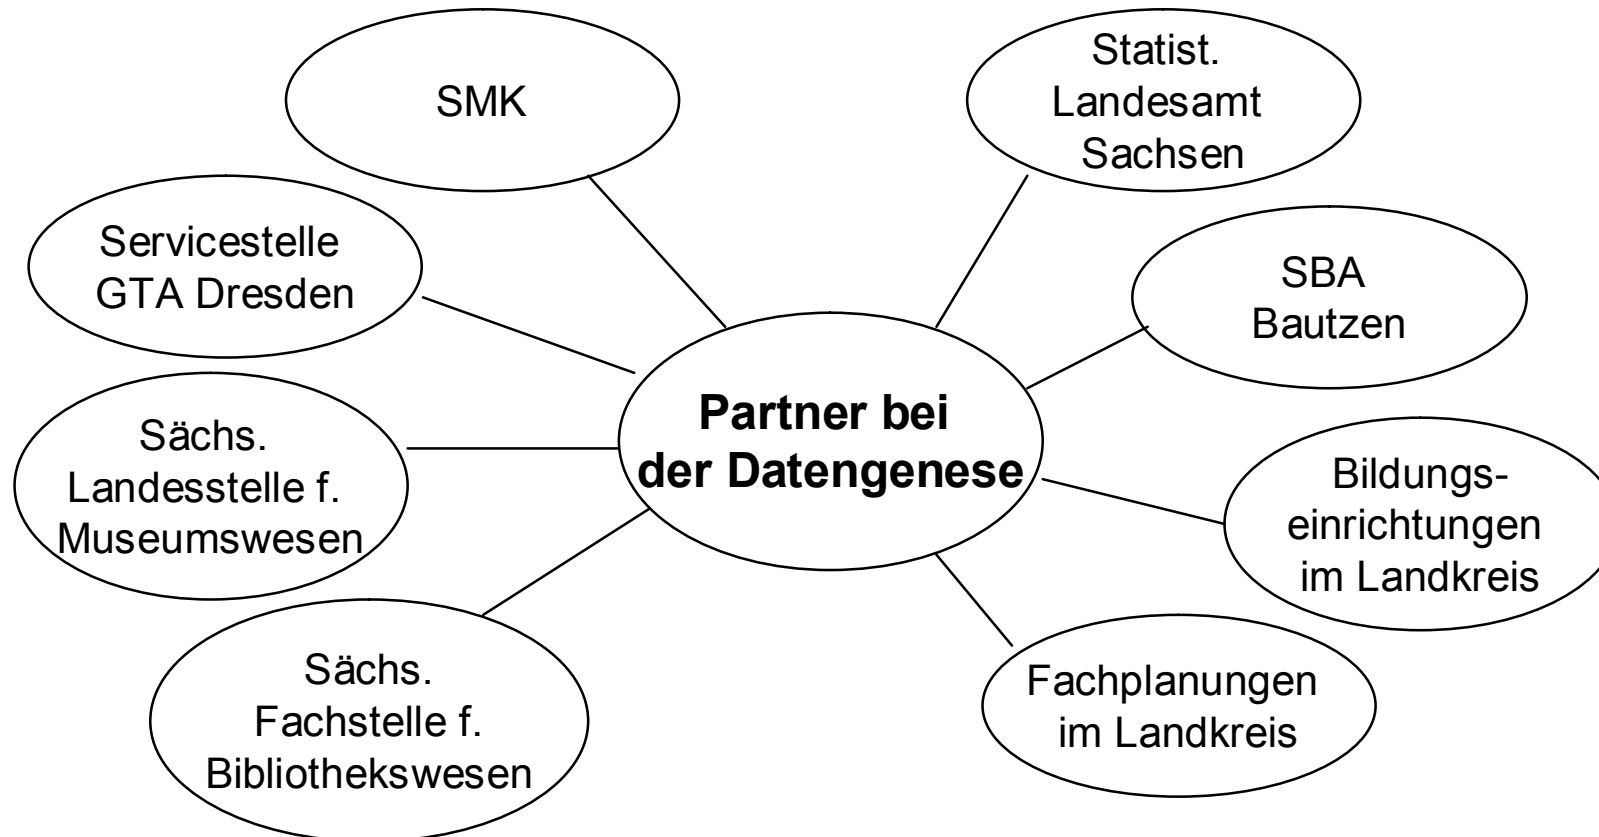 SMK
Statist.
Landesamt
Sachsen
Servicestelle
GTA Dresden
SBA
Bautzen
Partner bei
der Datengenese
Sächs.
Landesstelle f.
Museumswesen
Bildungs-
einrichtungen
im Landkreis
Sächs.
Fachstelle f.
Bibliothekswesen
Fachplanungen
im Landkreis